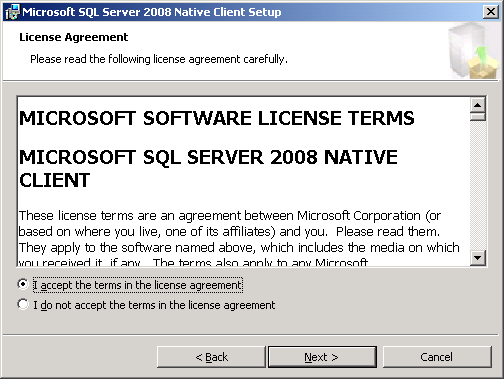 Microsoft SQL Server 2008 Native Client Setup
License Agreement
Please read the following license agreement carefully.
MICROSOFT SOFTWARE LICENSE TERMS
MICROSOFT SQL SERVER 2008 NATIVE
CLIENT
These license terms are an agreement between Microsoft Corporation (or
based on where you live, one of its affiliates) and you. Please read them.
They apply to the software named above, which includes the media on which
you received it, if any. The terms also apply to any Microsoft
I accept the terms in the license agreement
I do not accept the terms in the license agreement
< Back
Next >
Cancel